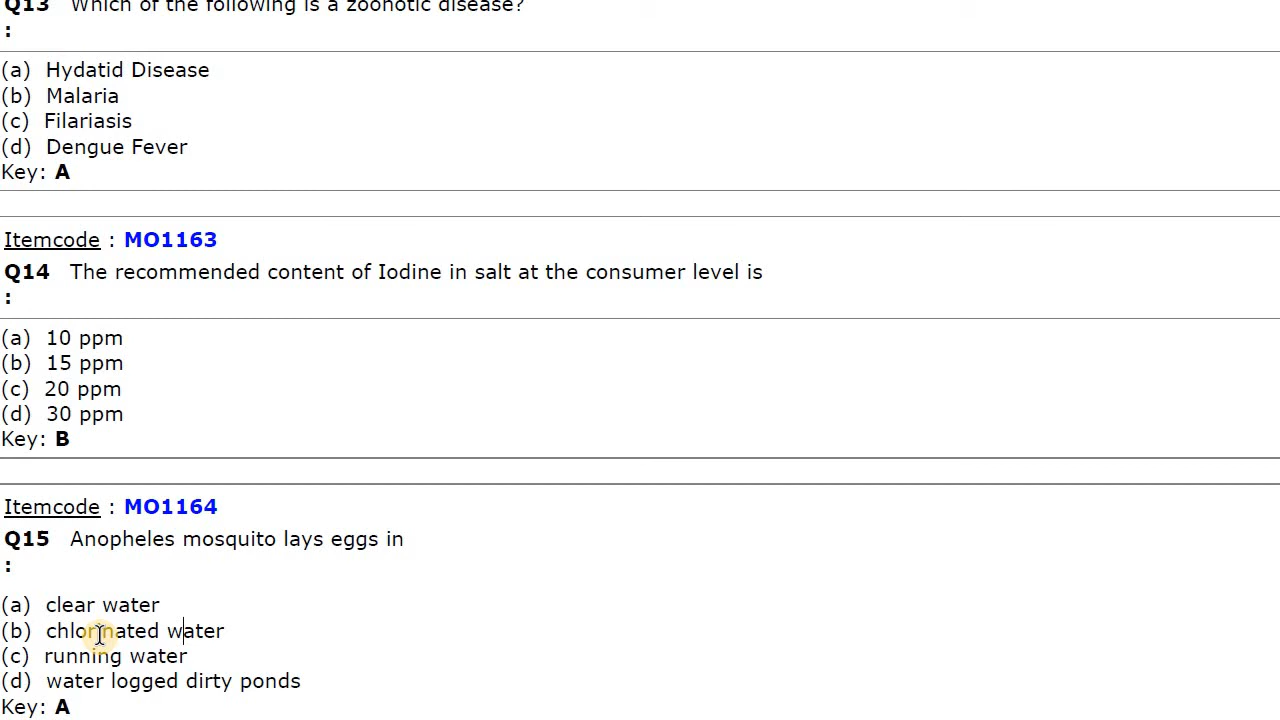 Q13 Which of the following is a zoonotic disease?
:
(a) Hydatid Disease
(b) Malaria
(c) Filariasis
(d) Dengue Fever
Key: A
Itemcode : MO1163
Q14 The recommended content of Iodine in salt at the consumer level is
:
(a) 10 ppm
(b) 15 ppm
(c) 20 ppm
(d) 30 ppm
Key: B
Itemcode : MO1164
Q15 Anopheles mosquito lays eggs in
:
(a) clear water
(b) chlorinated water
(c) running water
(d) water logged dirty ponds
Key: A